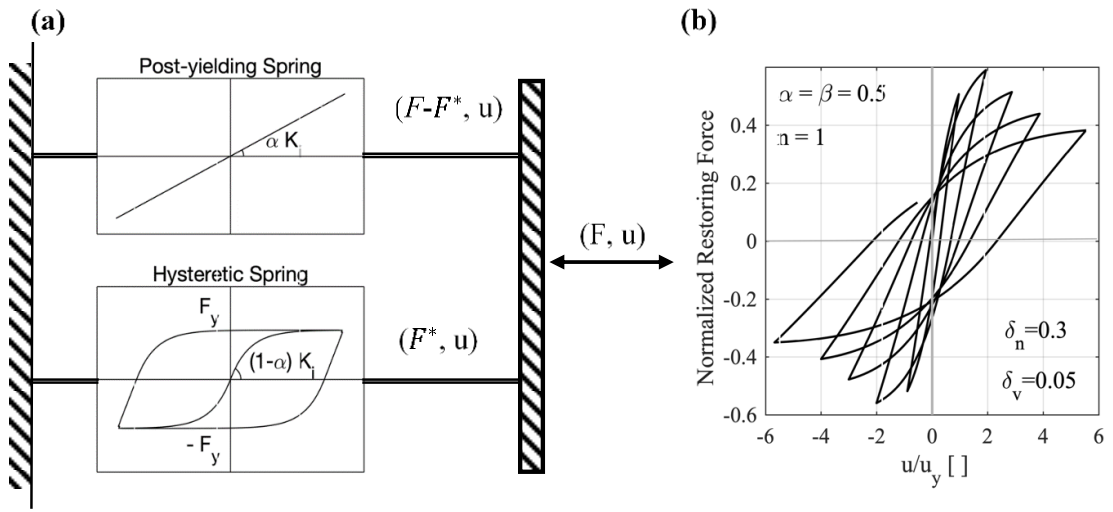 (a)
Post-yielding Spring
α K_i
(F-F*, u)
Hysteretic Spring
F_y
(1-α) K_i
- F_y
(F*, u)
(F, u)
(b)
Normalized Restoring Force
0.4
0.2
0
-0.2
-0.4
-0.6
α = β = 0.5
n = 1
δ_n=0.3
δ_v=0.05
-6 -4 -2 0 2 4 6
u/u_y [ ]